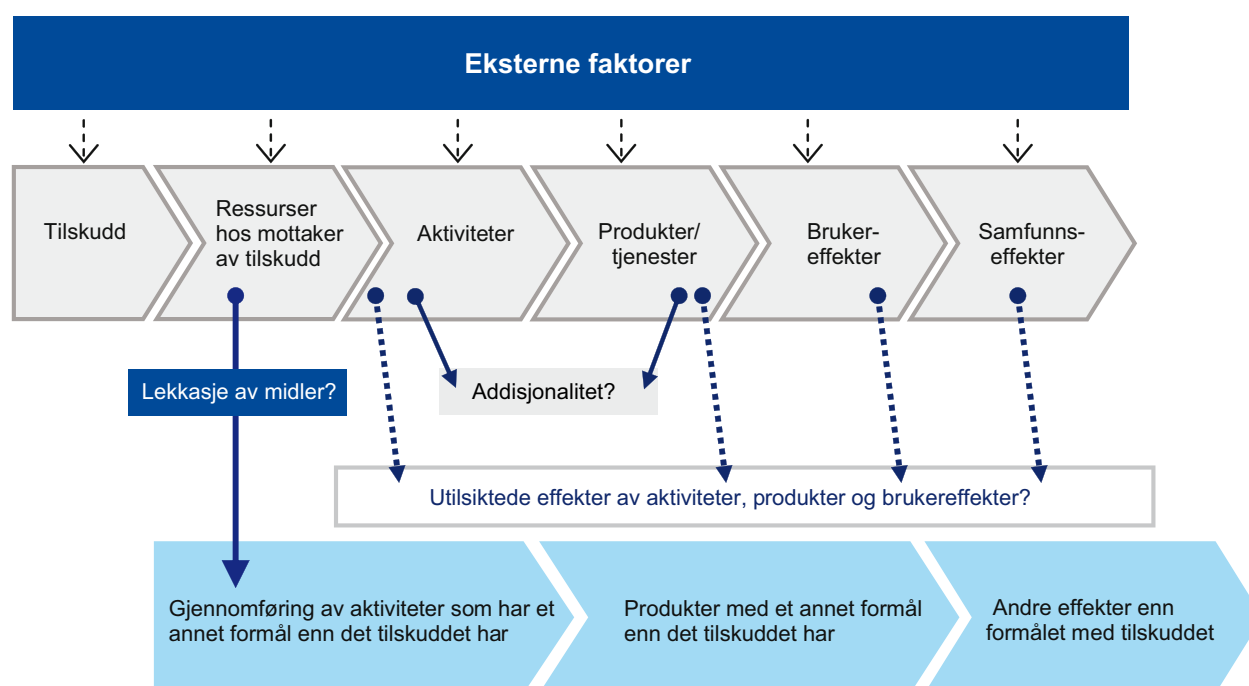 Eksterne faktorer
Tilskudd
Ressurser
hos mottaker
av tilskudd
Aktiviteter
Produkter/
tjenester
Bruker-
effekter
Samfunns-
effekter
Lekkasje av midler?
Addisjonalitet?
Utilsiktede effekter av aktiviteter, produkter og brukereffekter?
Gjennomføring av aktiviteter som har et
annet formål enn det tilskuddet har
Produkter med et annet formål
enn det tilskuddet har
Andre effekter enn
formålet med tilskuddet